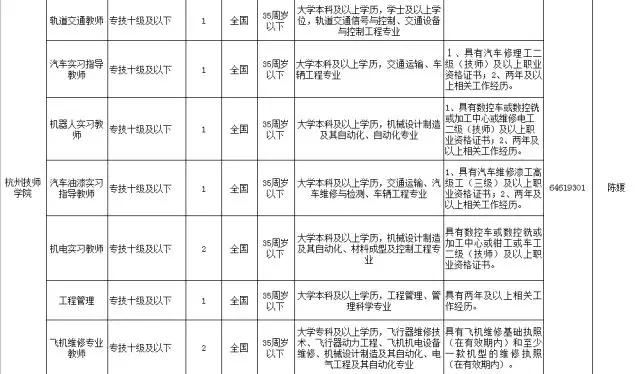 轨道交通教师 专技十级及以下 1 全国 35周岁
以下 大学本科及以上学历，学士及以上学
位，轨道交通信号与控制、交通设备
与控制工程专业
汽车实习指导
教师 专技十级及以下 1 全国 35周岁
以下 大学本科及以上学历，交通运输、车
辆工程专业 1、具有汽车修理工二
级（技师）及以上职业
资格证书；2、两年及以
上相关工作经历。
机器人实习教
师 专技十级及以下 1 全国 35周岁
以下 大学本科及以上学历，机械设计制造
及其自动化、自动化专业 1、具有数控车或数控铣
或加工中心或维修电工
二级（技师）及以上职
业资格证书；2、两年及
以上相关工作经历。
杭州技师
学院
汽车油漆实习
指导教师 专技十级及以下 1 全国 35周岁
以下 大学本科及以上学历，交通运输、汽
车维修与检测、车辆工程专业 1、具有汽车维修漆工高
级工（三级）及以上职
业资格证书；2、两年及
以上相关工作经历。
64619301 陈媛
机电实习教师 专技十级及以下 2 全国 35周岁
以下 大学本科及以上学历，机械设计制造
及其自动化、材料成型及控制工程专
业 具有数控车或数控铣或
加工中心或钳工或车工
二级（技师）及以上职
业资格证书。
工程管理 专技十级及以下 1 全国 35周岁
以下 大学本科及以上学历，工程管理、管
理科学专业 具有两年及以上相关工
作经历。
飞机维修专业
教师 专技十级及以下 2 全国 35周岁
以下 大学专科及以上学历，飞行器维修技
术、飞行器动力工程、飞机机电设备
维修、机械设计制造及其自动化、电
气工程及其自动化专业 具有飞机维修基础执照
（在有效期内）和至少
一款机型的维修执照
（在有效期内）。